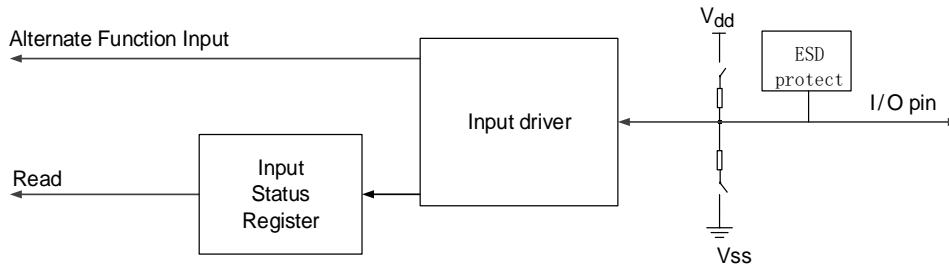 Vdd
Alternate Function Input
ESD
protect
I/O pin
Input driver
Read
Input
Status
Register
Vss